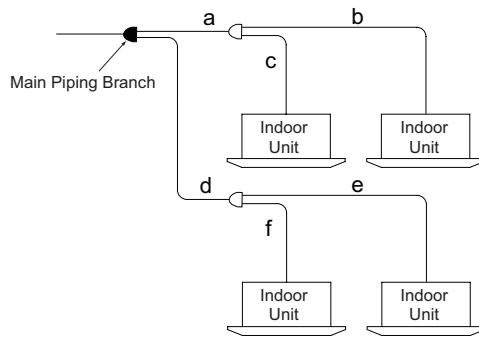 a
b
c
Main Piping Branch
Indoor
Unit
Indoor
Unit
d
e
f
Indoor
Unit
Indoor
Unit